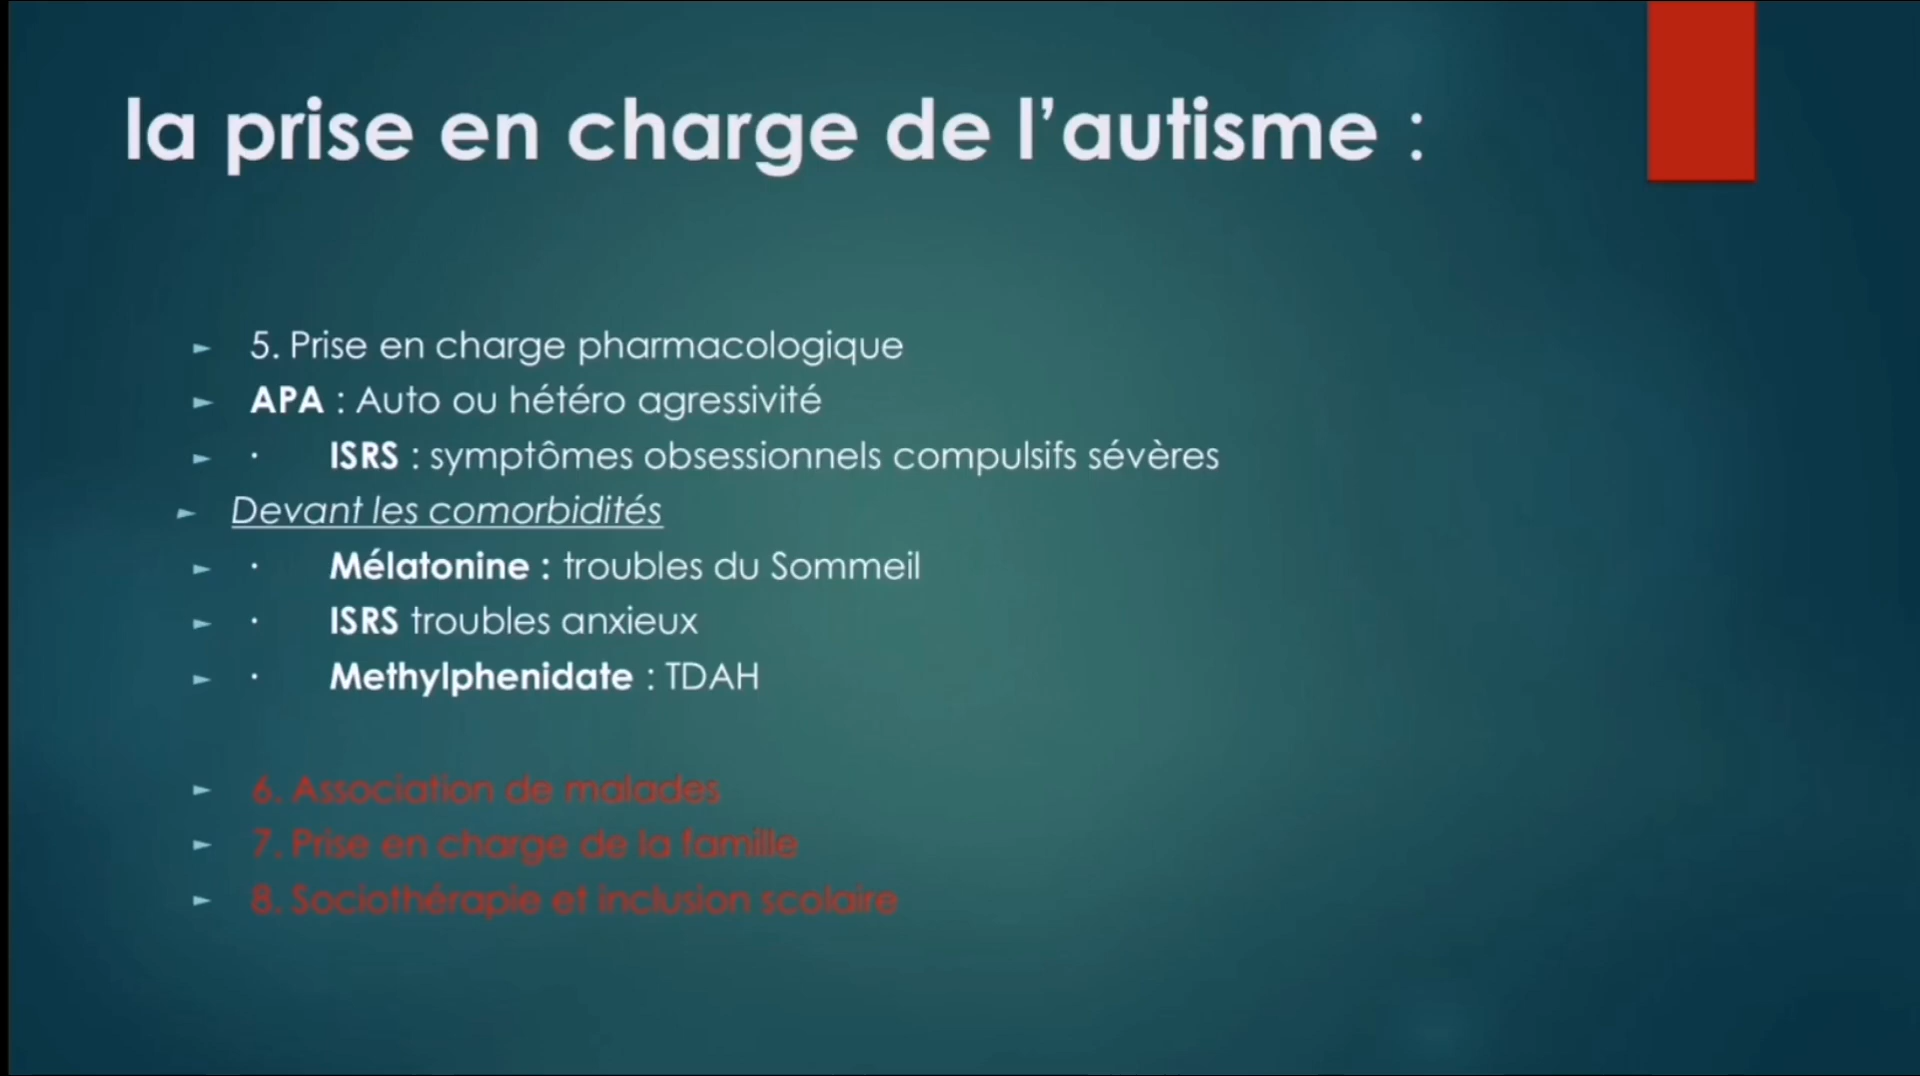 la prise en charge de l’autisme :
► 5. Prise en charge pharmacologique
► APA : Auto ou hétéro agressivité
► · ISRS : symptômes obsessionnels compulsifs sévères
► Devant les comorbidités
► · Mélatonine : troubles du Sommeil
► · ISRS troubles anxieux
► · Methylphenidate : TDAH
► 6. Association de malades
► 7. Prise en charge de la famille
► 8. Sociothérapie et inclusion scolaire